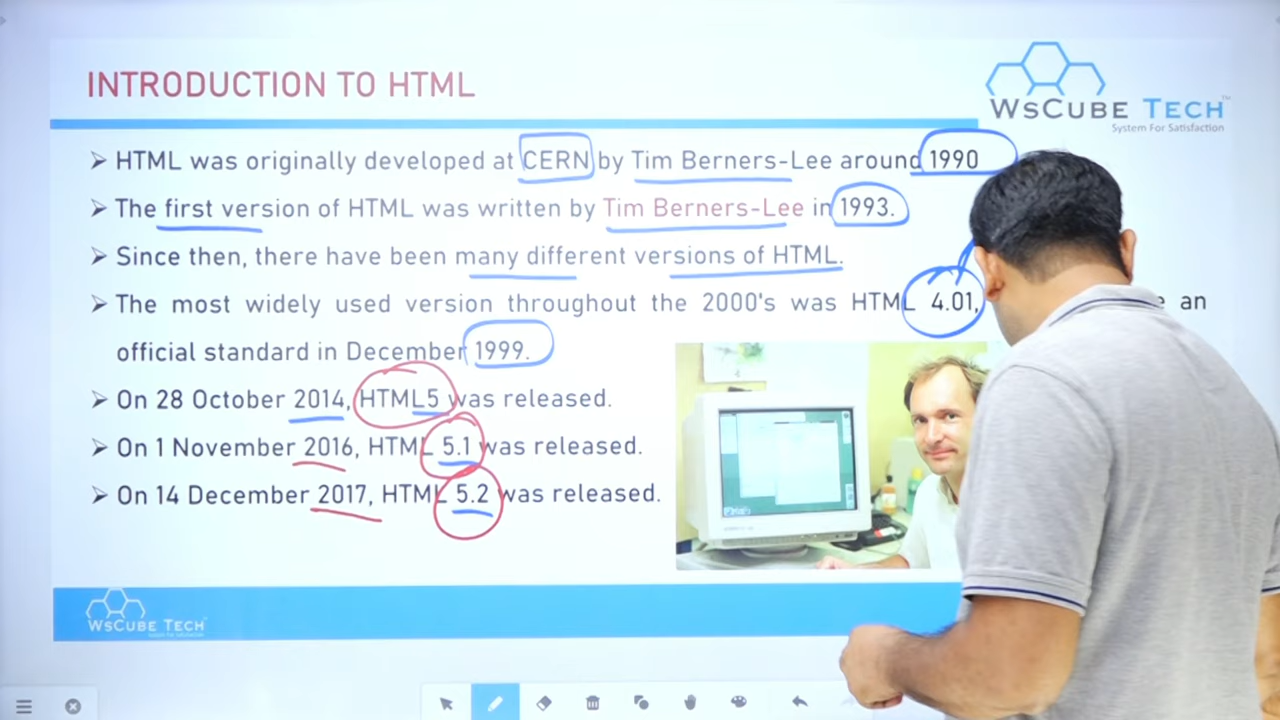 INTRODUCTION TO HTML
WSCUBE TECH™
System For Satisfaction
➢ HTML was originally developed at CERN by Tim Berners-Lee around 1990
➢ The first version of HTML was written by Tim Berners-Lee in 1993.
➢ Since then, there have been many different versions of HTML.
➢ The most widely used version throughout the 2000's was HTML 4.01, an
official standard in December 1999.
➢ On 28 October 2014, HTML5 was released.
➢ On 1 November 2016, HTML 5.1 was released.
➢ On 14 December 2017, HTML 5.2 was released.
WSCUBE TECH